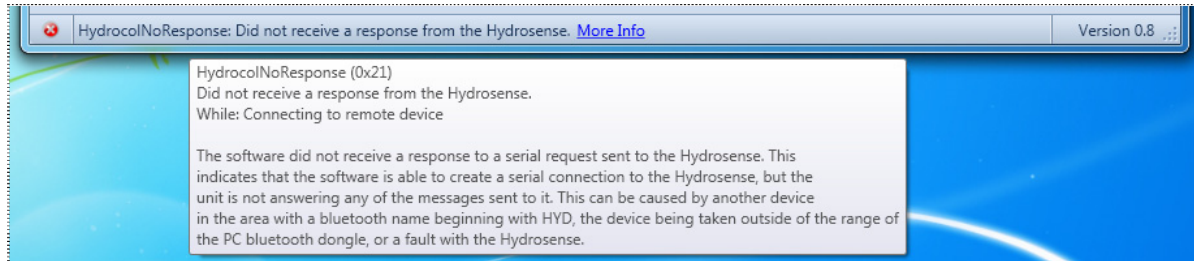 HydrocolNoResponse: Did not receive a response from the Hydrosense. More Info Version 0.8
HydrocolNoResponse (0x21)
Did not receive a response from the Hydrosense.
While: Connecting to remote device
The software did not receive a response to a serial request sent to the Hydrosense. This
indicates that the software is able to create a serial connection to the Hydrosense, but the
unit is not answering any of the messages sent to it. This can be caused by another device
in the area with a bluetooth name beginning with HYD, the device being taken outside of the range of
the PC bluetooth dongle, or a fault with the Hydrosense.